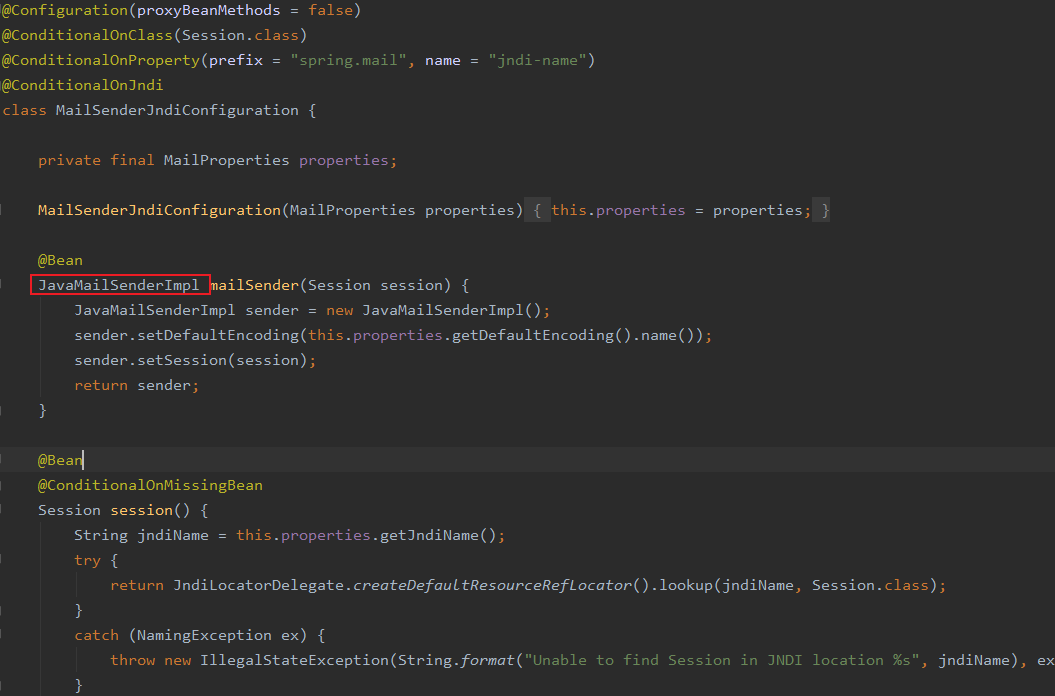 @Configuration(proxyBeanMethods = false)
@ConditionalOnClass(Session.class)
@ConditionalOnProperty(prefix = "spring.mail", name = "jndi-name")
@ConditionalOnJndi
class MailSenderJndiConfiguration {
private final MailProperties properties;
MailSenderJndiConfiguration(MailProperties properties) { this.properties = properties; }
@Bean
JavaMailSenderImpl mailSender(Session session) {
JavaMailSenderImpl sender = new JavaMailSenderImpl();
sender.setDefaultEncoding(this.properties.getDefaultEncoding().name());
sender.setSession(session);
return sender;
}
@Bean
@ConditionalOnMissingBean
Session session() {
String jndiName = this.properties.getJndiName();
try {
return JndiLocatorDelegate.createDefaultResourceRefLocator().lookup(jndiName, Session.class);
}
catch (NamingException ex) {
throw new IllegalStateException(String.format("Unable to find Session in JNDI location %s", jndiName), ex
}